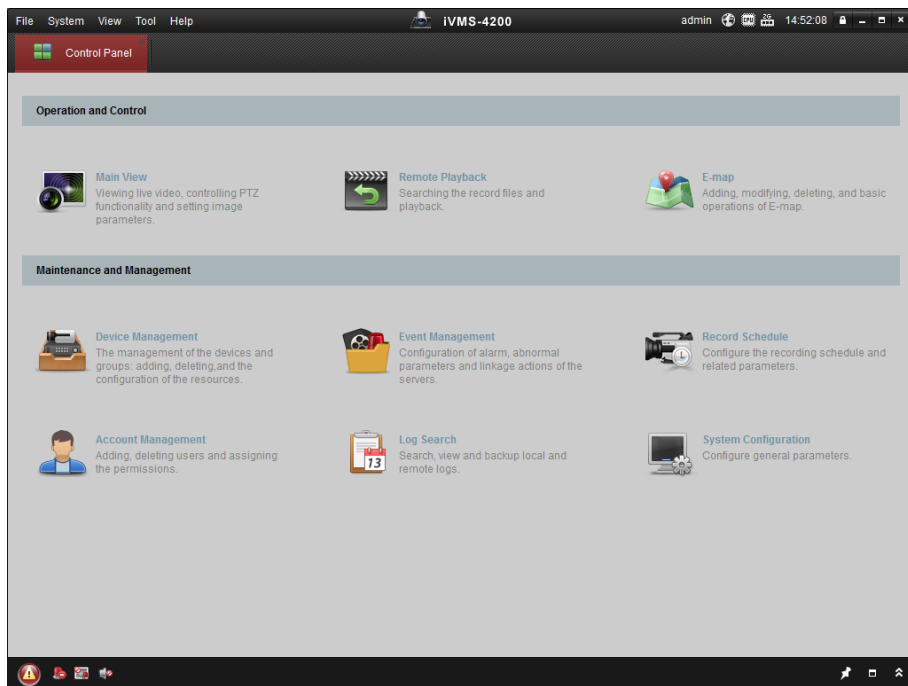 File System View Tool Help iVMS-4200 admin 14:52:08
Control Panel
Operation and Control
Main View
Viewing live video, controlling PTZ
functionality and setting image
parameters.
Remote Playback
Searching the record files and
playback.
E-map
Adding, modifying, deleting, and basic
operations of E-map.
Maintenance and Management
Device Management
The management of the devices and
groups: adding, deleting,and the
configuration of the resources.
Event Management
Configuration of alarm, abnormal
parameters and linkage actions of the
servers.
Record Schedule
Configure the recording schedule and
related parameters.
Account Management
Adding, deleting users and assigning
the permissions.
13
Log Search
Search, view and backup local and
remote logs.
System Configuration
Configure general parameters.